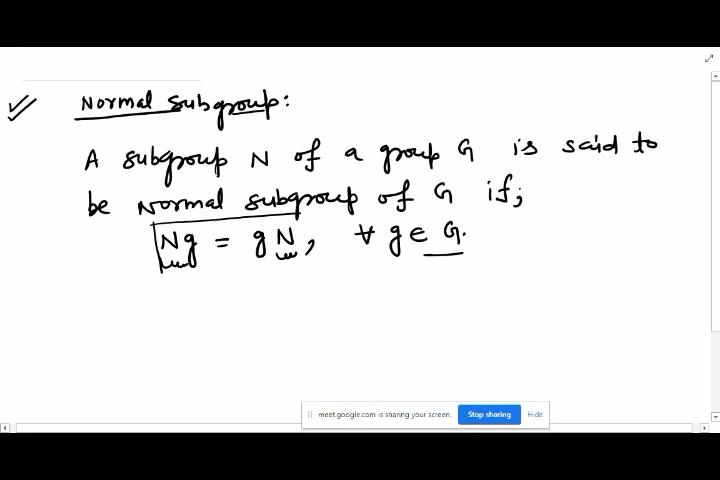 Normal Subgroup:
A subgroup N of a group G is said to
be Normal subgroup of G if;
Ng = gN, ∀ g ∈ G.
meet.google.com is sharing your screen. Stop sharing Hide